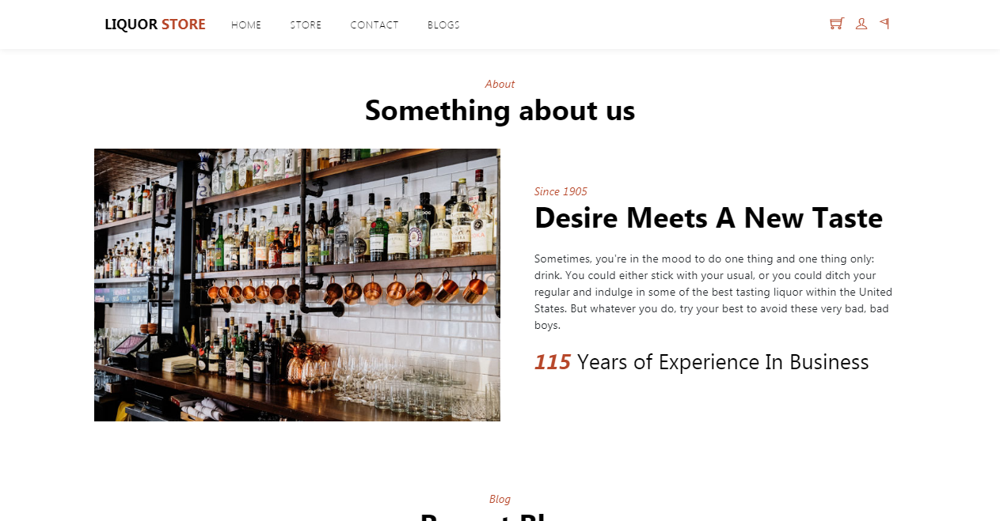 LIQUOR STORE HOME STORE CONTACT BLOGS
About
Something about us
Since 1905
Desire Meets A New Taste
Sometimes, you're in the mood to do one thing and one thing only:
drink. You could either stick with your usual, or you could ditch your
regular and indulge in some of the best tasting liquor within the United
States. But whatever you do, try your best to avoid these very bad, bad
boys.
115 Years of Experience In Business
Blog